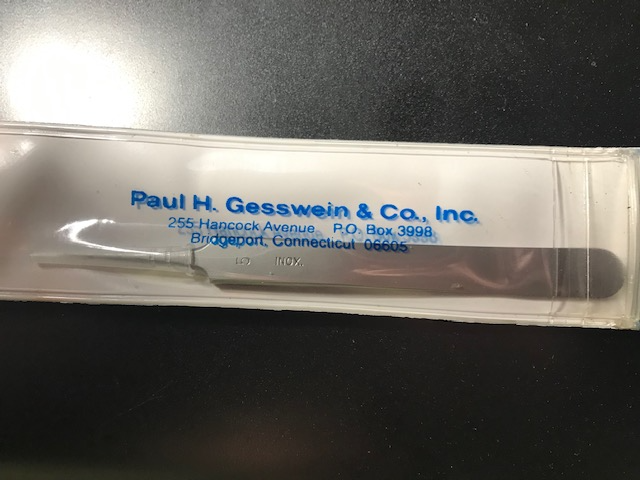 Paul H. Gesswein & Co., Inc.
255 Hancock Avenue P.O. Box 3998
Bridgeport, Connecticut 06605
INOX.